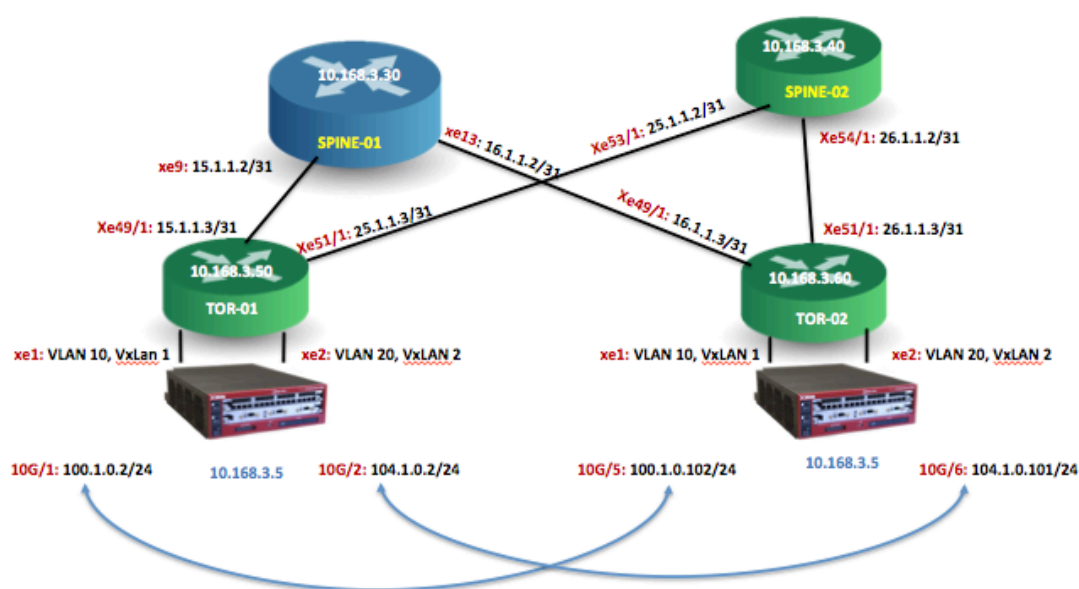 10.168.3.40
10.168.3.30
SPINE-02
SPINE-01
xe13: 16.1.1.2/31
Xe53/1: 25.1.1.2/31
Xe54/1: 26.1.1.2/31
xe9: 15.1.1.2/31
Xe49/1: 15.1.1.3/31
Xe51/1: 25.1.1.3/31
Xe49/1: 16.1.1.3/31
Xe51/1: 26.1.1.3/31
10.168.3.50
10.168.3.60
TOR-01
TOR-02
xe1: VLAN 10, VxLan 1
xe2: VLAN 20, VxLAN 2
xe1: VLAN 10, VxLAN 1
xe2: VLAN 20, VxLAN 2
10G/1: 100.1.0.2/24
10.168.3.5
10G/2: 104.1.0.2/24
10G/5: 100.1.0.102/24
10.168.3.5
10G/6: 104.1.0.101/24